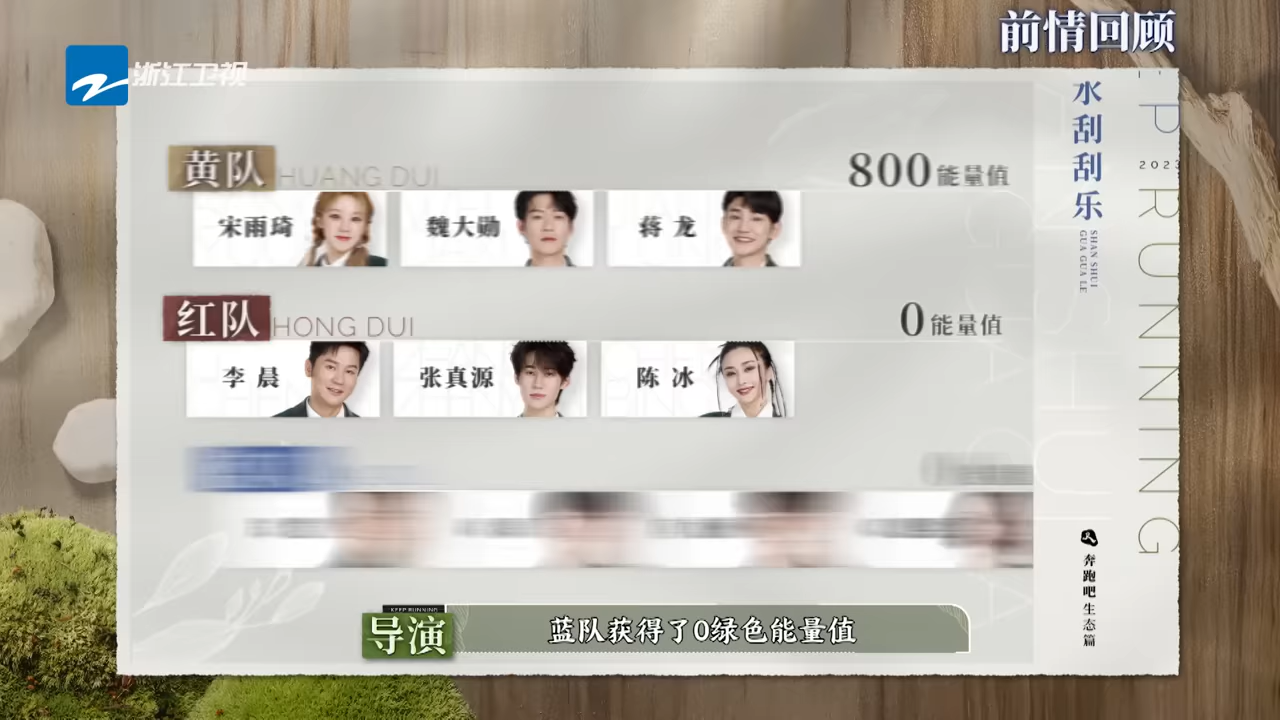 前情回顾
浙江卫视
黄队 HUANG DUI
800能量值
宋雨琦
魏大勋
蒋龙
红队 HONG DUI
0能量值
李晨
张真源
陈冰
KEEP RUNNING
导演
蓝队获得了0绿色能量值
水刮刮乐
SHAN SHUI
GUA GUA LE
EP RUNNING
2023
奔跑吧生态篇